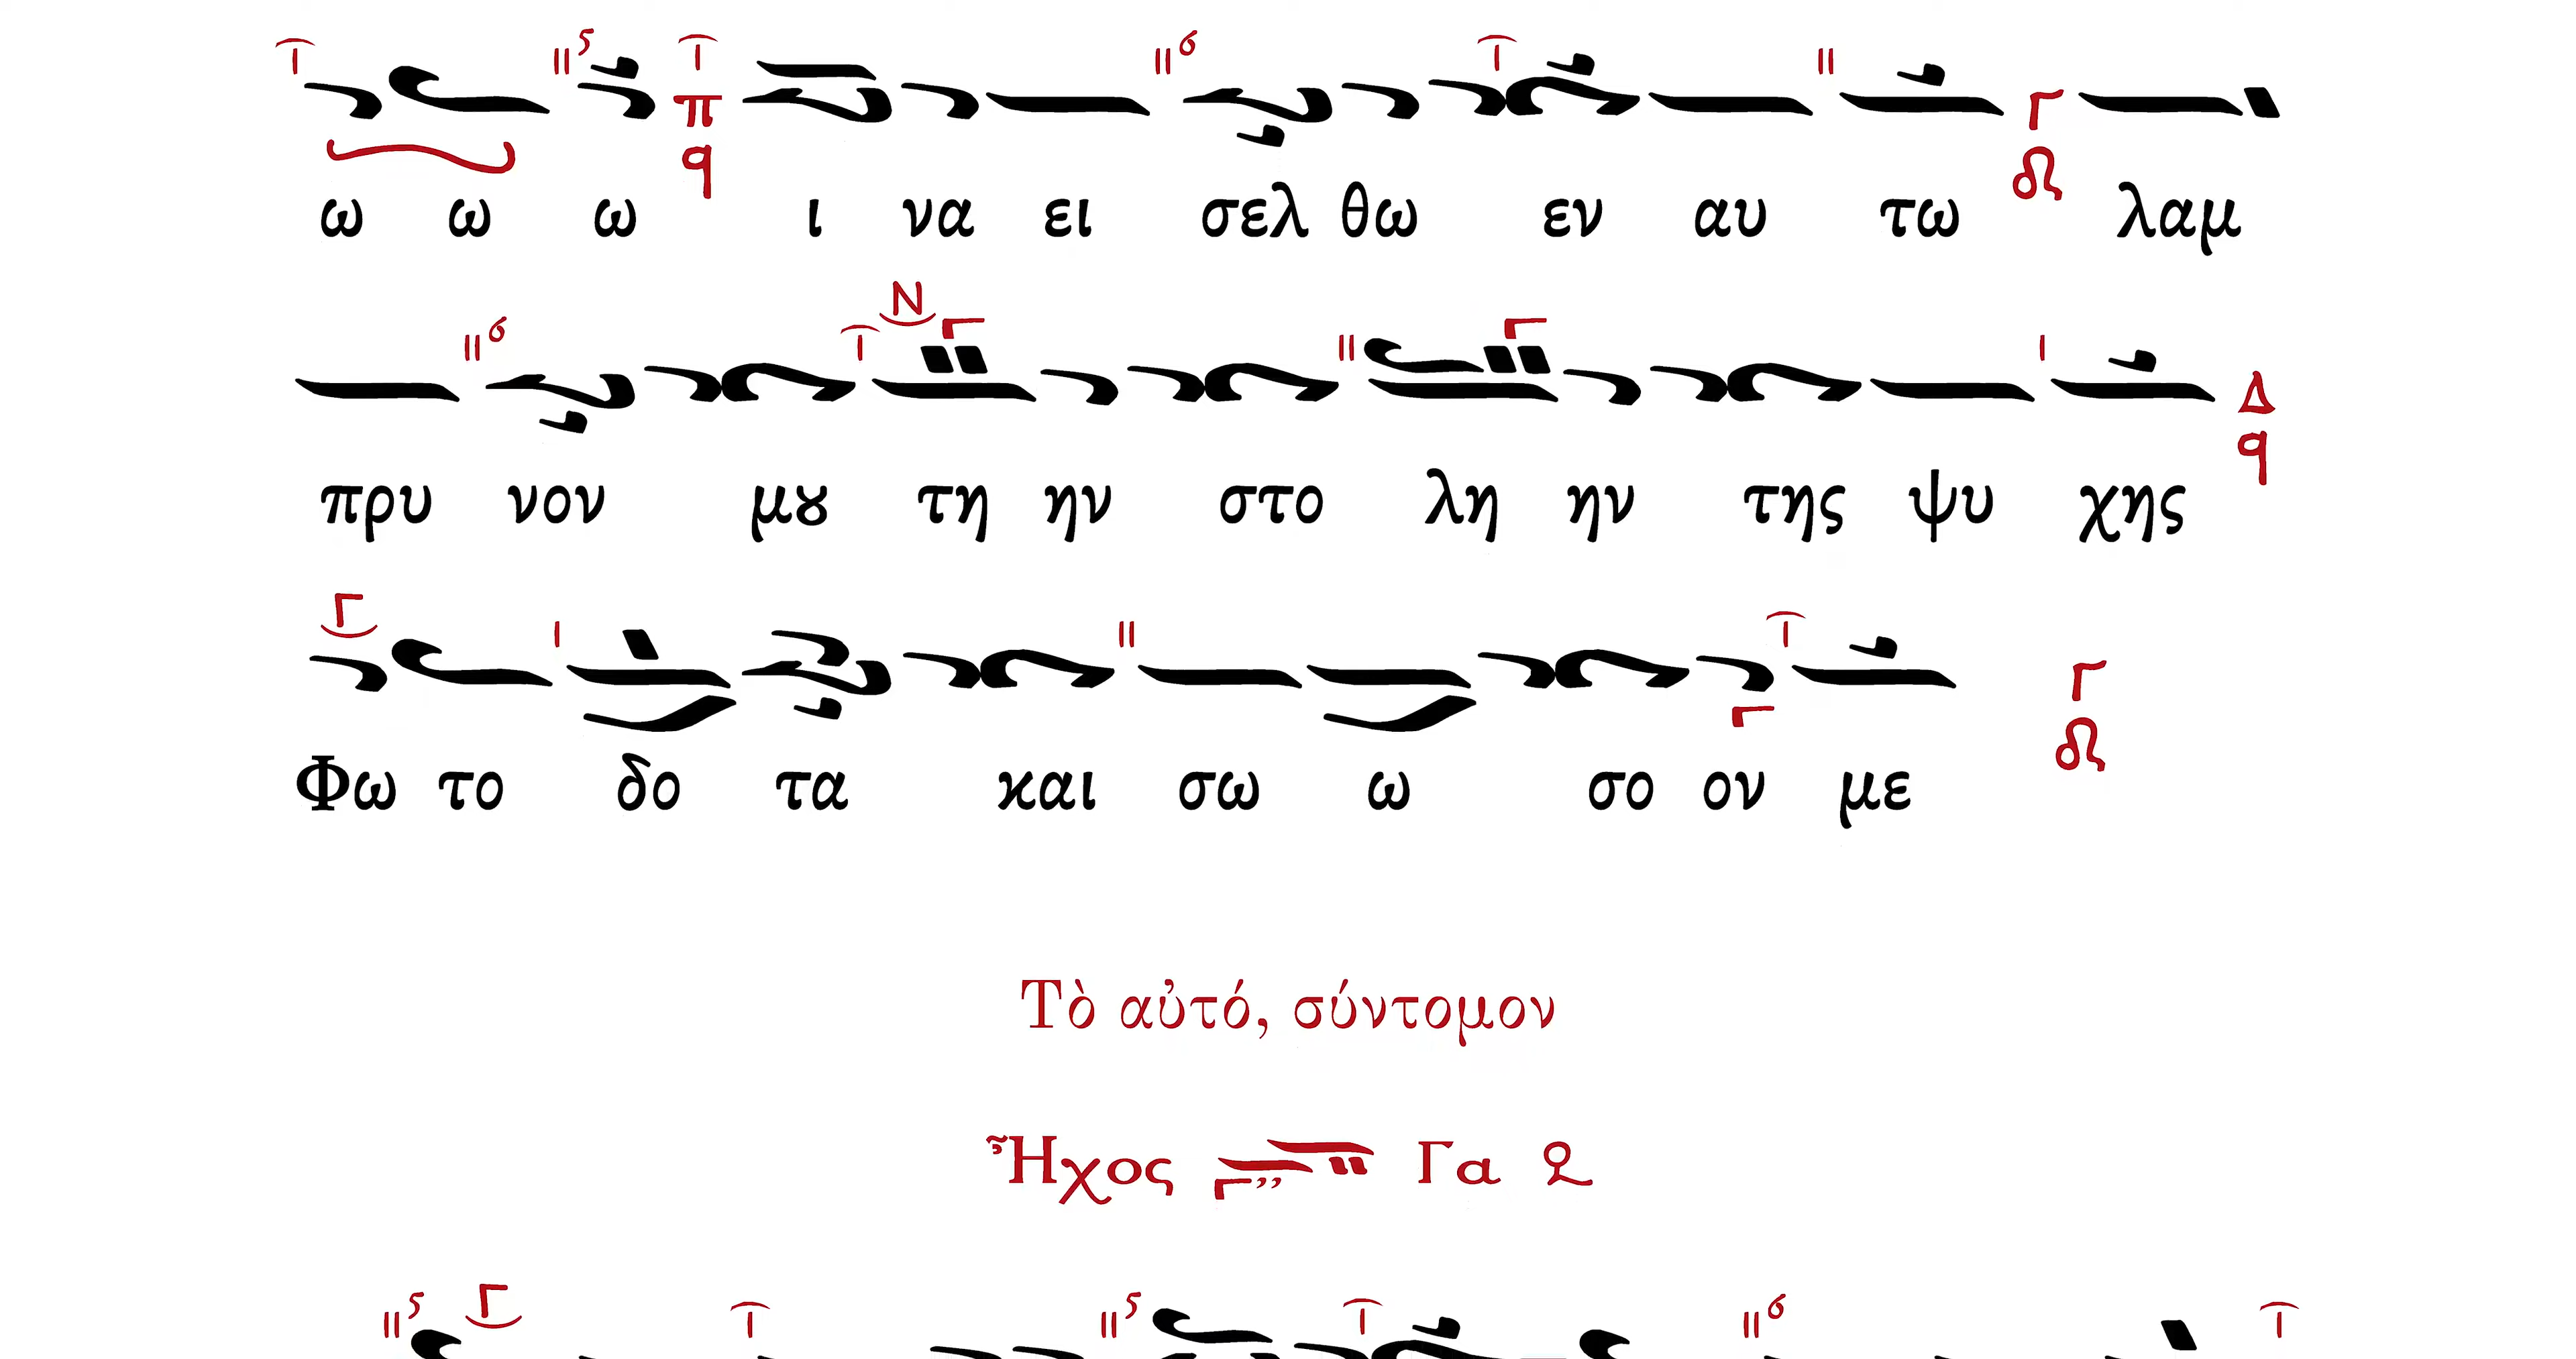 ω ω ω ι να ει σελ θω εν αυ τω λαμ
πρυ νον μȣ τη ην στο λη ην της ψυ χης
Φω το δο τα και σω ω σο ον με
Τὸ αὐτό, σύντομον
Ἦχος Γα